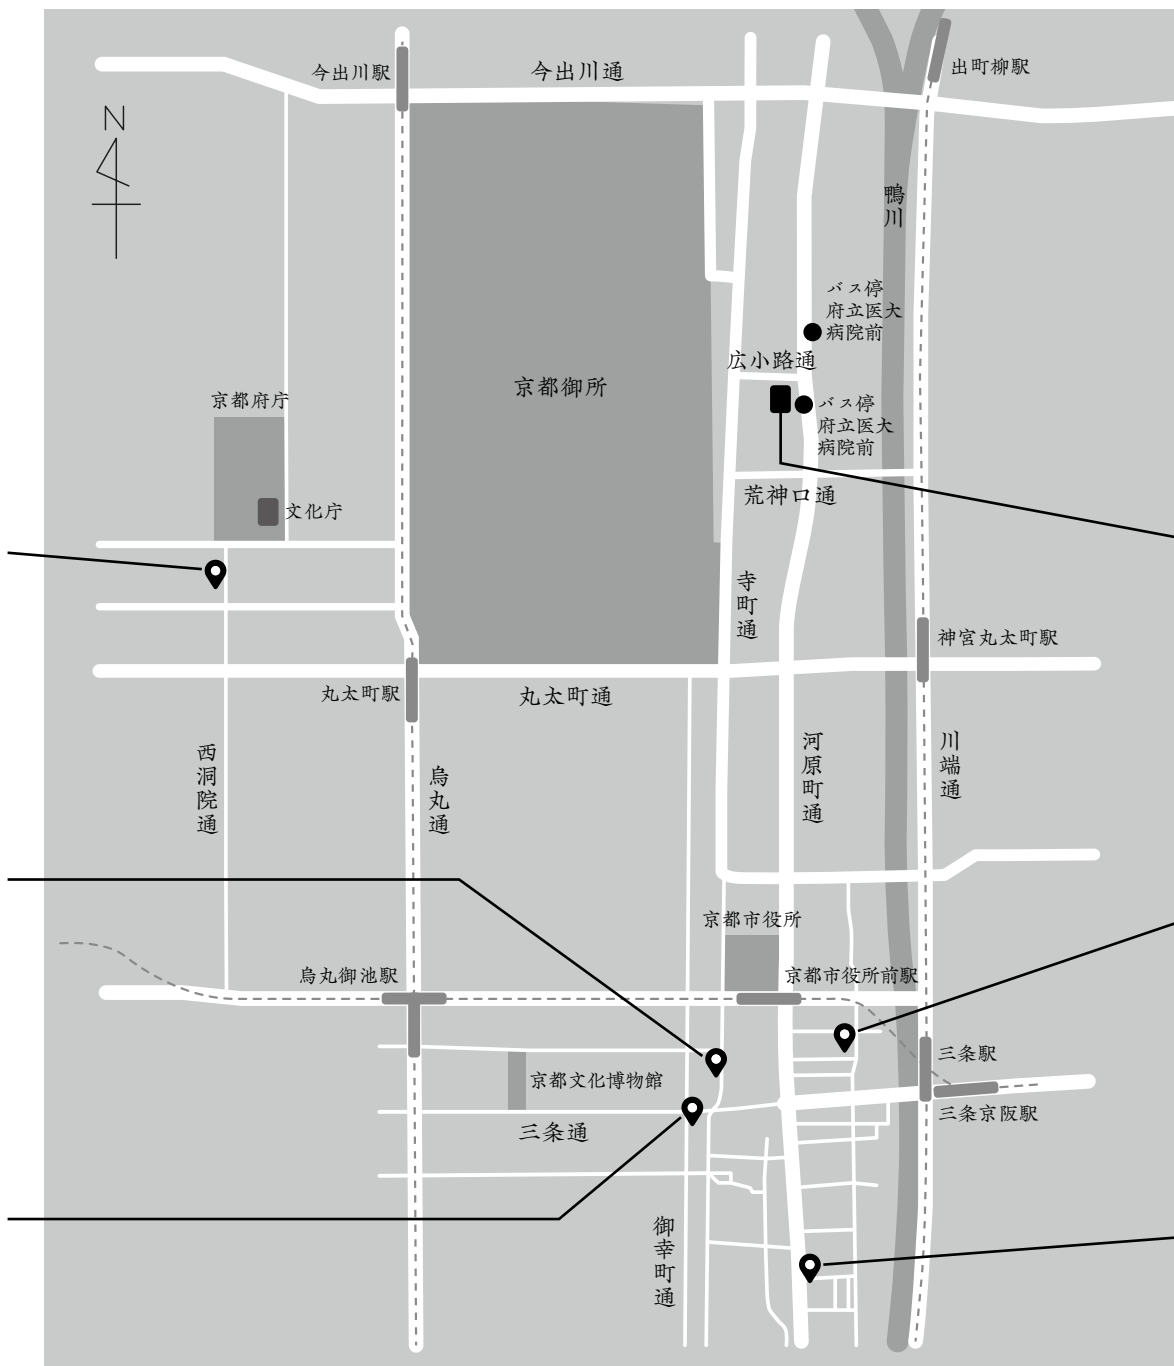 今出川駅
今出川通
出町柳駅
N
鴨川
バス停
府立医大
病院前
広小路通
京都御所
京都府庁
バス停
府立医大
病院前
荒神口通
文化庁
寺町通
神宮丸太町駅
丸太町駅
丸太町通
西洞院通
烏丸通
河原町通
川端通
京都市役所
烏丸御池駅
京都市役所前駅
三条駅
京都文化博物館
三条京阪駅
三条通
御幸町通